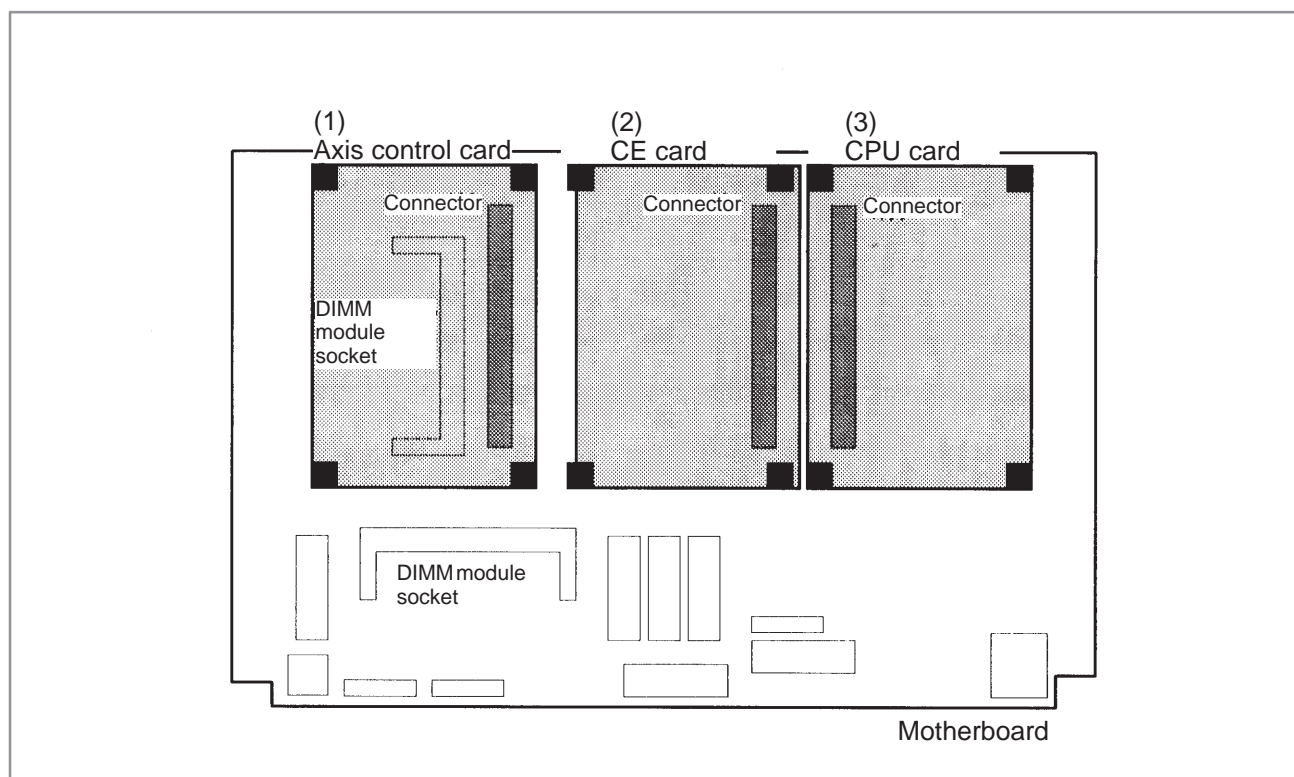 (1)
Axis control card
(2)
CE card
(3)
CPU card
Connector
Connector
Connector
DIMM
module
socket
DIMM module
socket
Motherboard